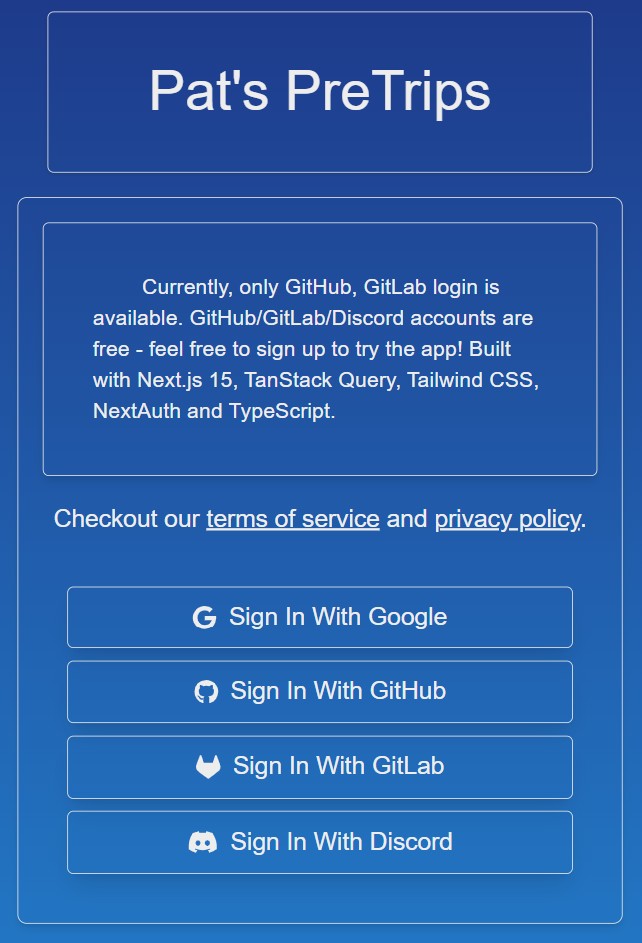 Pat's PreTrips
Currently, only GitHub, GitLab login is
available. GitHub/GitLab/Discord accounts are
free - feel free to sign up to try the app! Built
with Next.js 15, TanStack Query, Tailwind CSS,
NextAuth and TypeScript.
Checkout our terms of service and privacy policy.
Sign In With Google
Sign In With GitHub
Sign In With GitLab
Sign In With Discord